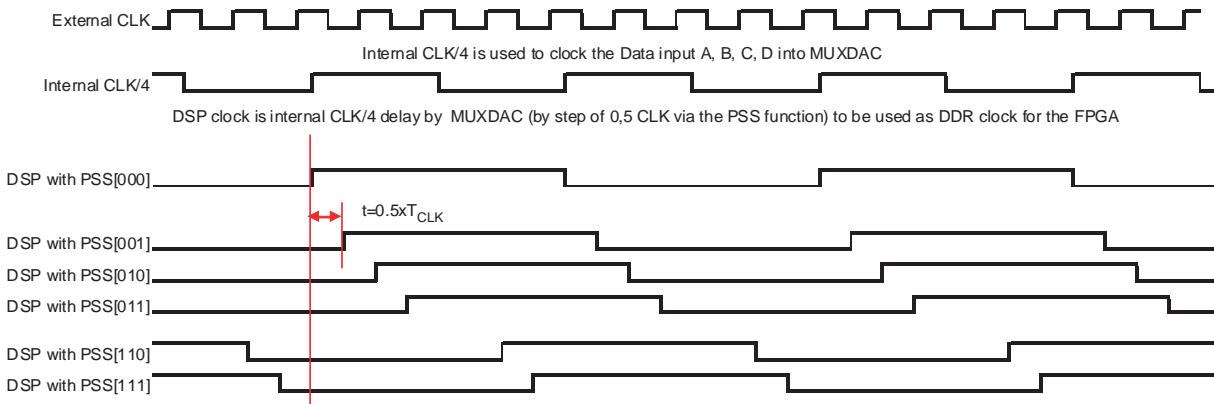 External CLK
Internal CLK/4 is used to clock the Data input A, B, C, D into MUXDAC
Internal CLK/4
DSP clock is internal CLK/4 delay by MUXDAC (by step of 0,5 CLK via the PSS function) to be used as DDR clock for the FPGA
DSP with PSS[000]
t=0.5xTCLK
DSP with PSS[001]
DSP with PSS[010]
DSP with PSS[011]
DSP with PSS[110]
DSP with PSS[111]